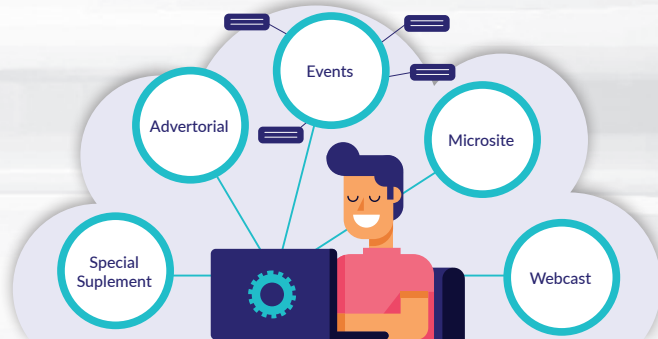 Events
Advertorial
Microsite
Special
Suplement
Webcast